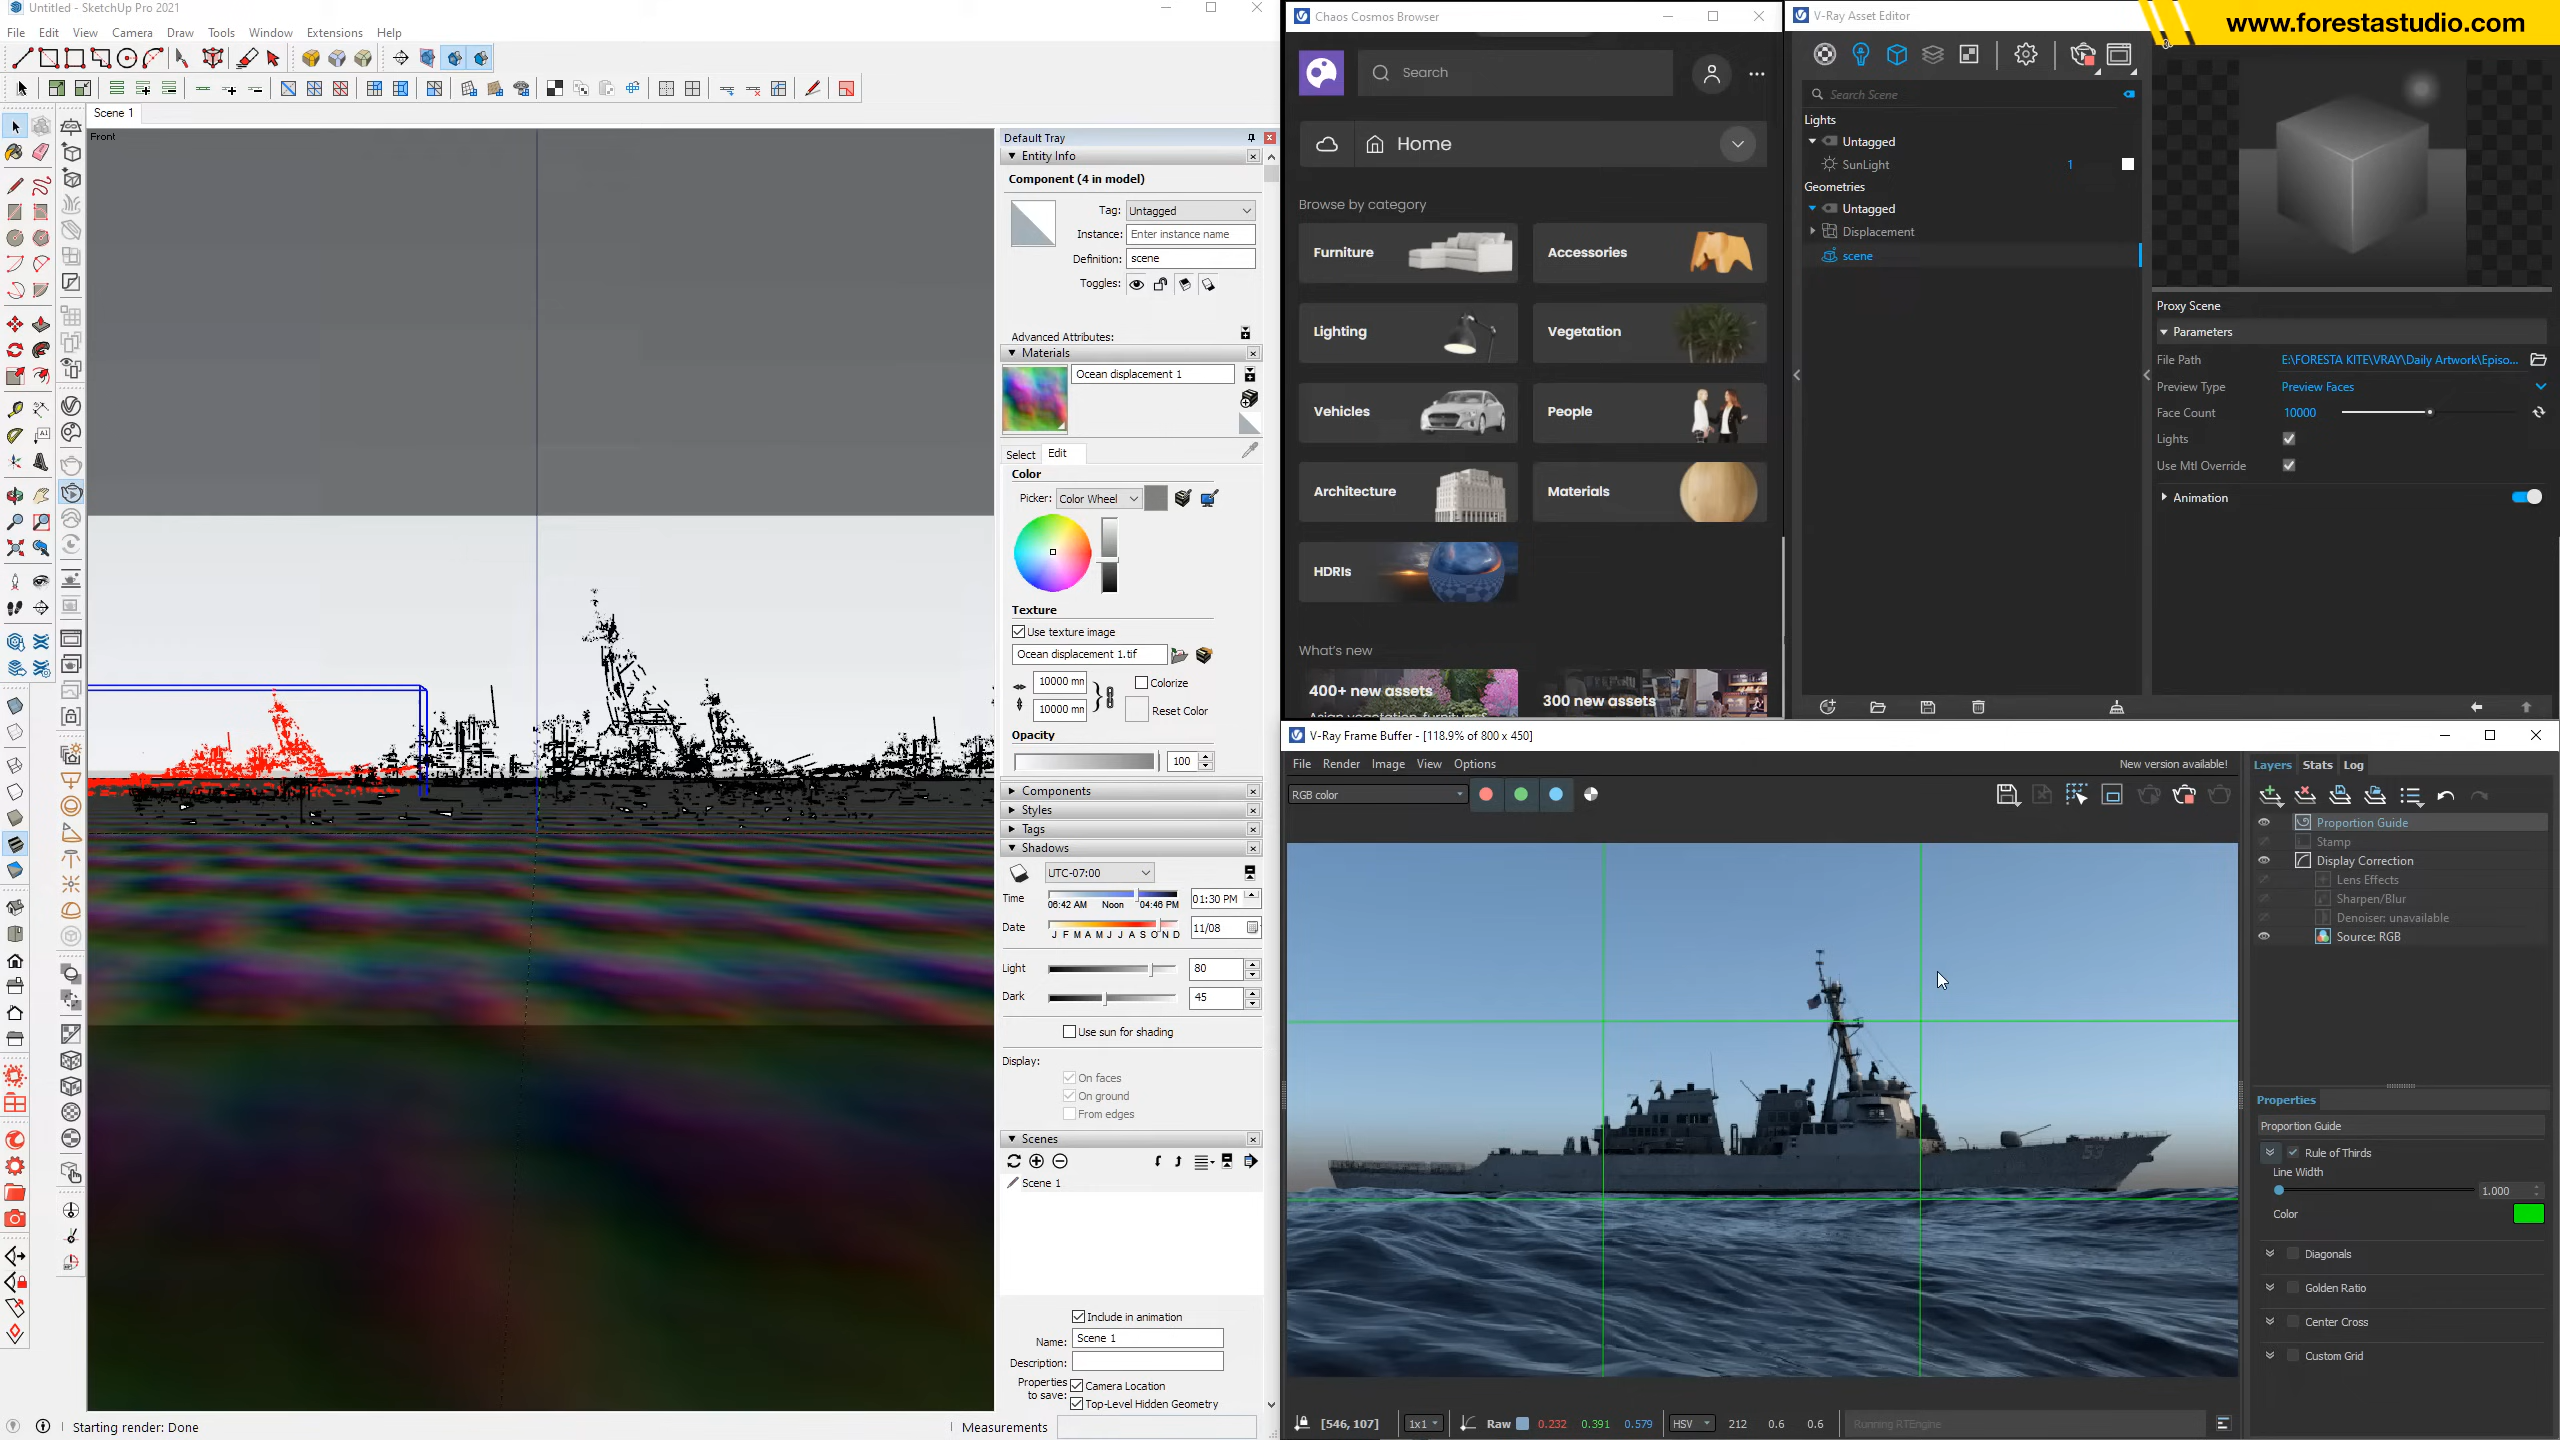 Untitled - SketchUp Pro 2021
File Edit View Camera Draw Tools Window Extensions Help
Scene 1
Front
Default Tray
Entity Info
Component (4 in model)
Tag: Untagged
Instance: Enter instance name
Definition: scene
Toggles:
Advanced Attributes:
Materials
Ocean displacement 1
Select Edit
Color
Picker: Color Wheel
Texture
Use texture image
Ocean displacement 1.tif
10000 mn
Colorize
10000 mn
Reset Color
Opacity
100
Components
Styles
Tags
Shadows
UTC-07:00
Time 06:42 AM Noon 04:46 PM 01:30 PM
Date J F M A M J J A S O N D 11/08
Light 80
Dark 45
Use sun for shading
Display:
On faces
On ground
From edges
Scenes
Scene 1
Include in animation
Name: Scene 1
Description:
Properties to save:
Camera Location
Top-Level Hidden Geometry
Starting render: Done
Measurements
Chaos Cosmos Browser
Search
Home
Browse by category
Furniture
Accessories
Lighting
Vegetation
Vehicles
People
Architecture
Materials
HDRIs
What's new
400+ new assets
300 new assets
V-Ray Asset Editor
www.forestastudio.com
Search Scene
Lights
Untagged
SunLight 1
Geometries
Untagged
Displacement
scene
Proxy Scene
Parameters
File Path E:\FORESTA KITE\VRAY\Daily Artwork\Episo...
Preview Type Preview Faces
Face Count 10000
Lights
Use Mtl Override
Animation
V-Ray Frame Buffer - [118.9% of 800 x 450]
File Render Image View Options
New version available!
RGB color
53
[546, 107] 1x1 Raw 0.232 0.391 0.579 HSV 212 0.6 0.6 Running RTEngine
Layers Stats Log
Proportion Guide
Stamp
Display Correction
Lens Effects
Sharpen/Blur
Denoiser: unavailable
Source: RGB
Properties
Proportion Guide
Rule of Thirds
Line Width
1.000
Color
Diagonals
Golden Ratio
Center Cross
Custom Grid